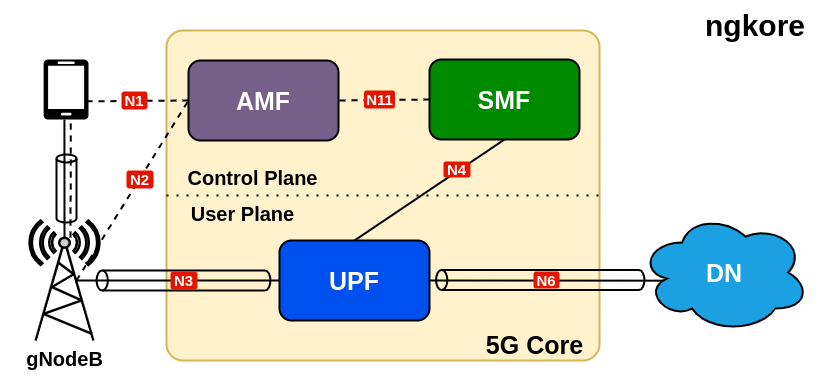 ngkore
N1
AMF
N11
SMF
N2
N4
Control Plane
User Plane
N3
UPF
N6
DN
5G Core
gNodeB